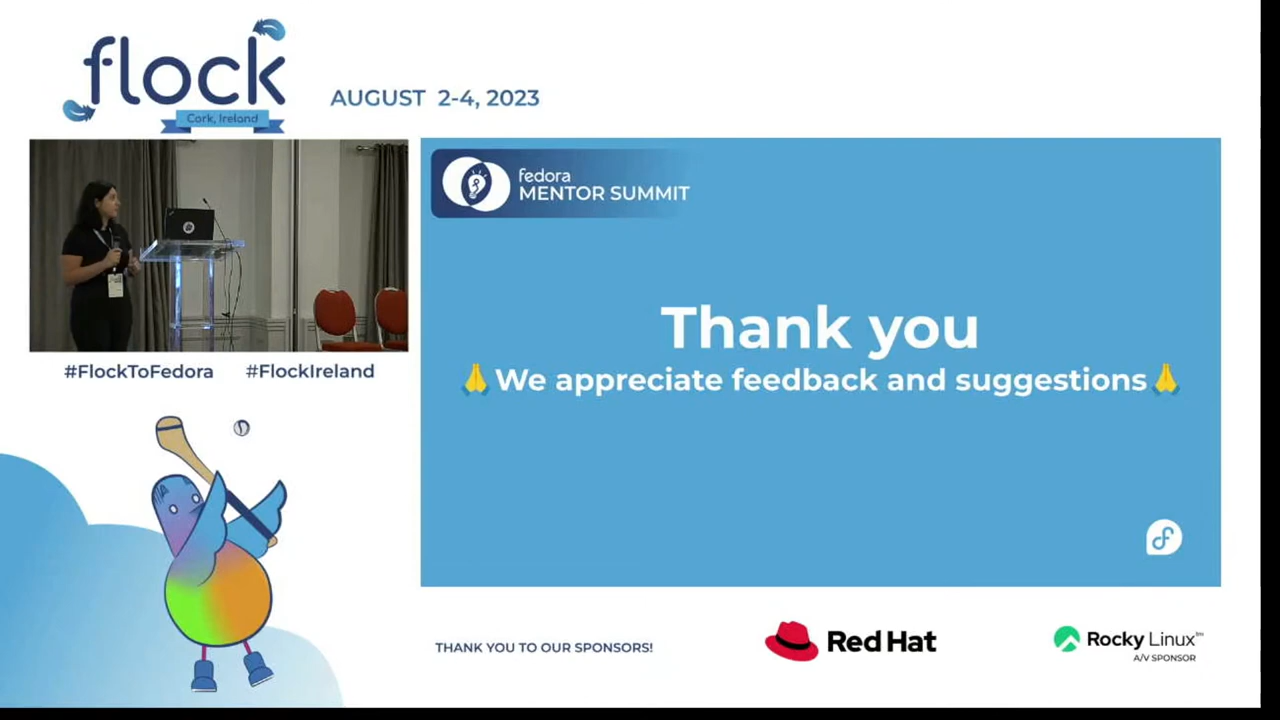 flock
Cork, Ireland
AUGUST 2-4, 2023
fedora
MENTOR SUMMIT
Thank you
🙏We appreciate feedback and suggestions🙏
#FlockToFedora #FlockIreland
THANK YOU TO OUR SPONSORS!
Red Hat
Rocky Linux™
A/V SPONSOR